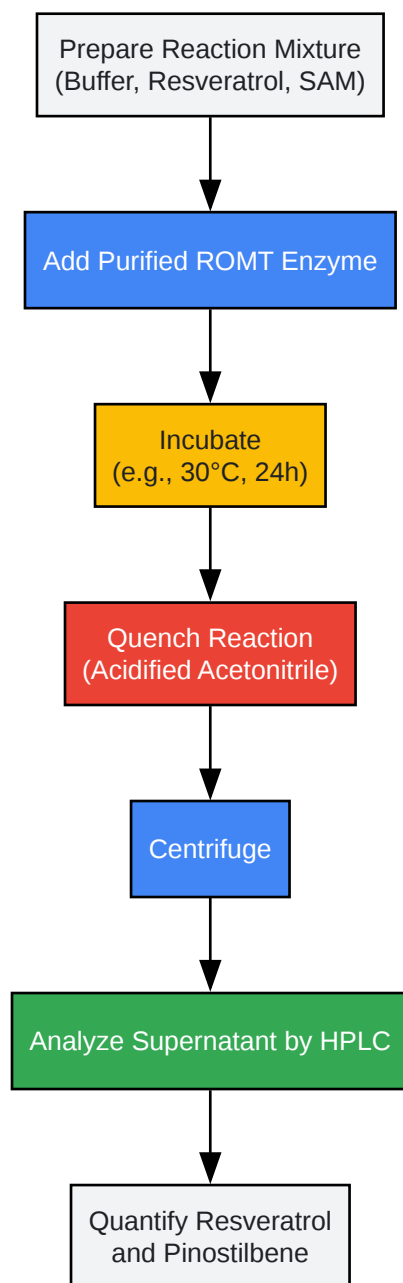 Prepare Reaction Mixture
(Buffer, Resveratrol, SAM)
Add Purified ROMT Enzyme
Incubate
(e.g., 30°C, 24h)
Quench Reaction
(Acidified Acetonitrile)
Centrifuge
Analyze Supernatant by HPLC
Quantify Resveratrol
and Pinostilbene